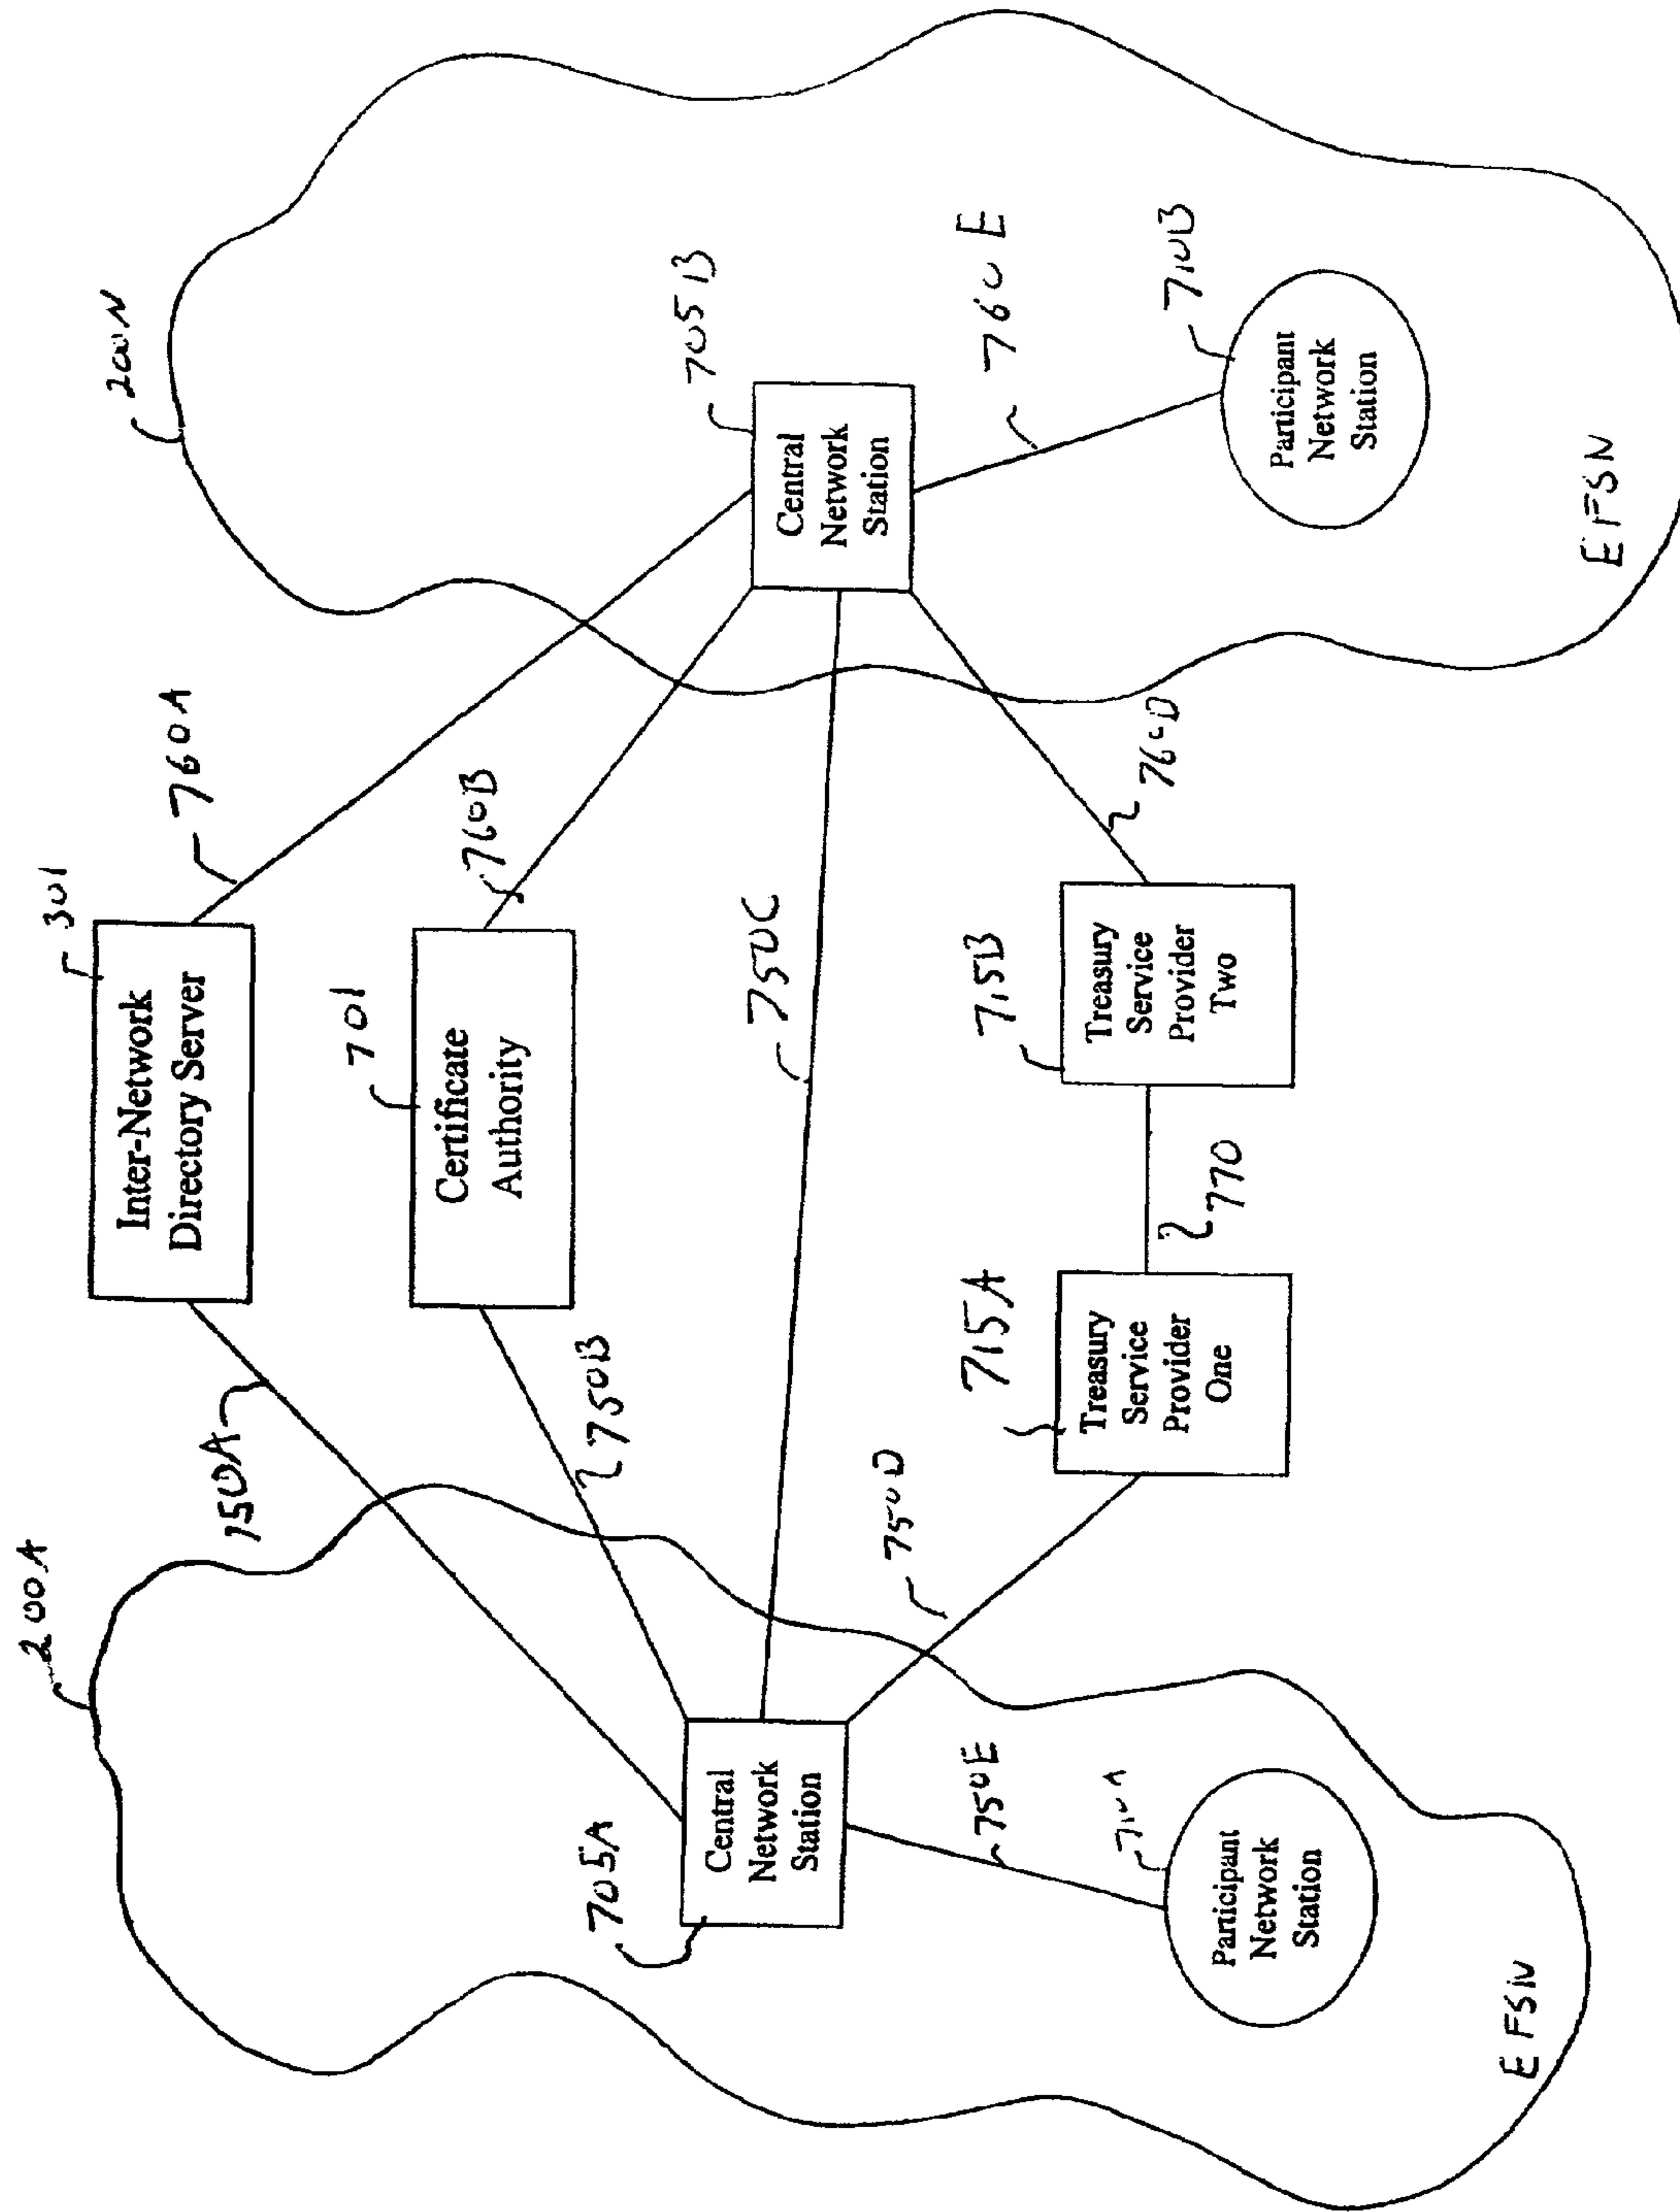 200A
200N
301
Inter-Network
Directory Server
750A
760A
701
Certificate
Authority
750B
760B
705A
Central
Network
Station
705B
Central
Network
Station
750C
750D
760D
715A
Treasury
Service
Provider
One
770
715B
Treasury
Service
Provider
Two
750E
760E
710A
Participant
Network
Station
710B
Participant
Network
Station
EFSN
EFSN